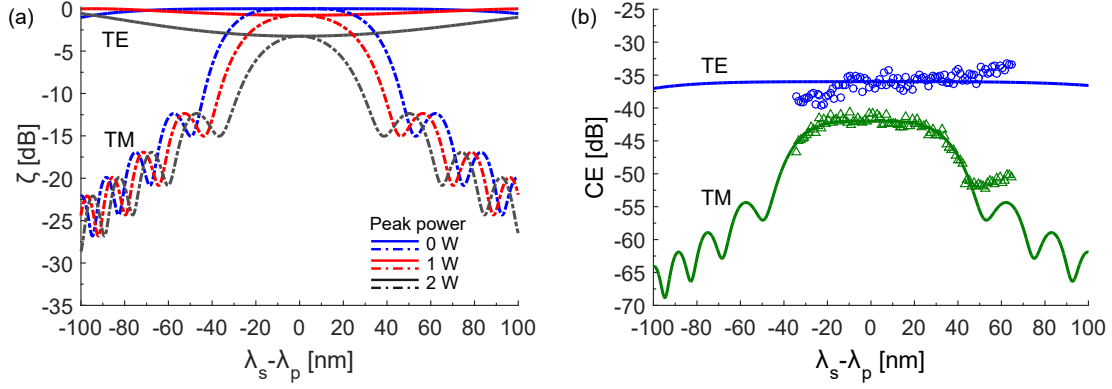 (a)
0
-5
-10
-15
-20
-25
-30
-35
ζ [dB]
TE
TM
Peak power
0 W
1 W
2 W
-100 -80 -60 -40 -20 0 20 40 60 80 100
λs-λp [nm]
(b)
-25
-30
-35
-40
-45
-50
-55
-60
-65
-70
CE [dB]
TE
TM
-100 -80 -60 -40 -20 0 20 40 60 80 100
λs-λp [nm]